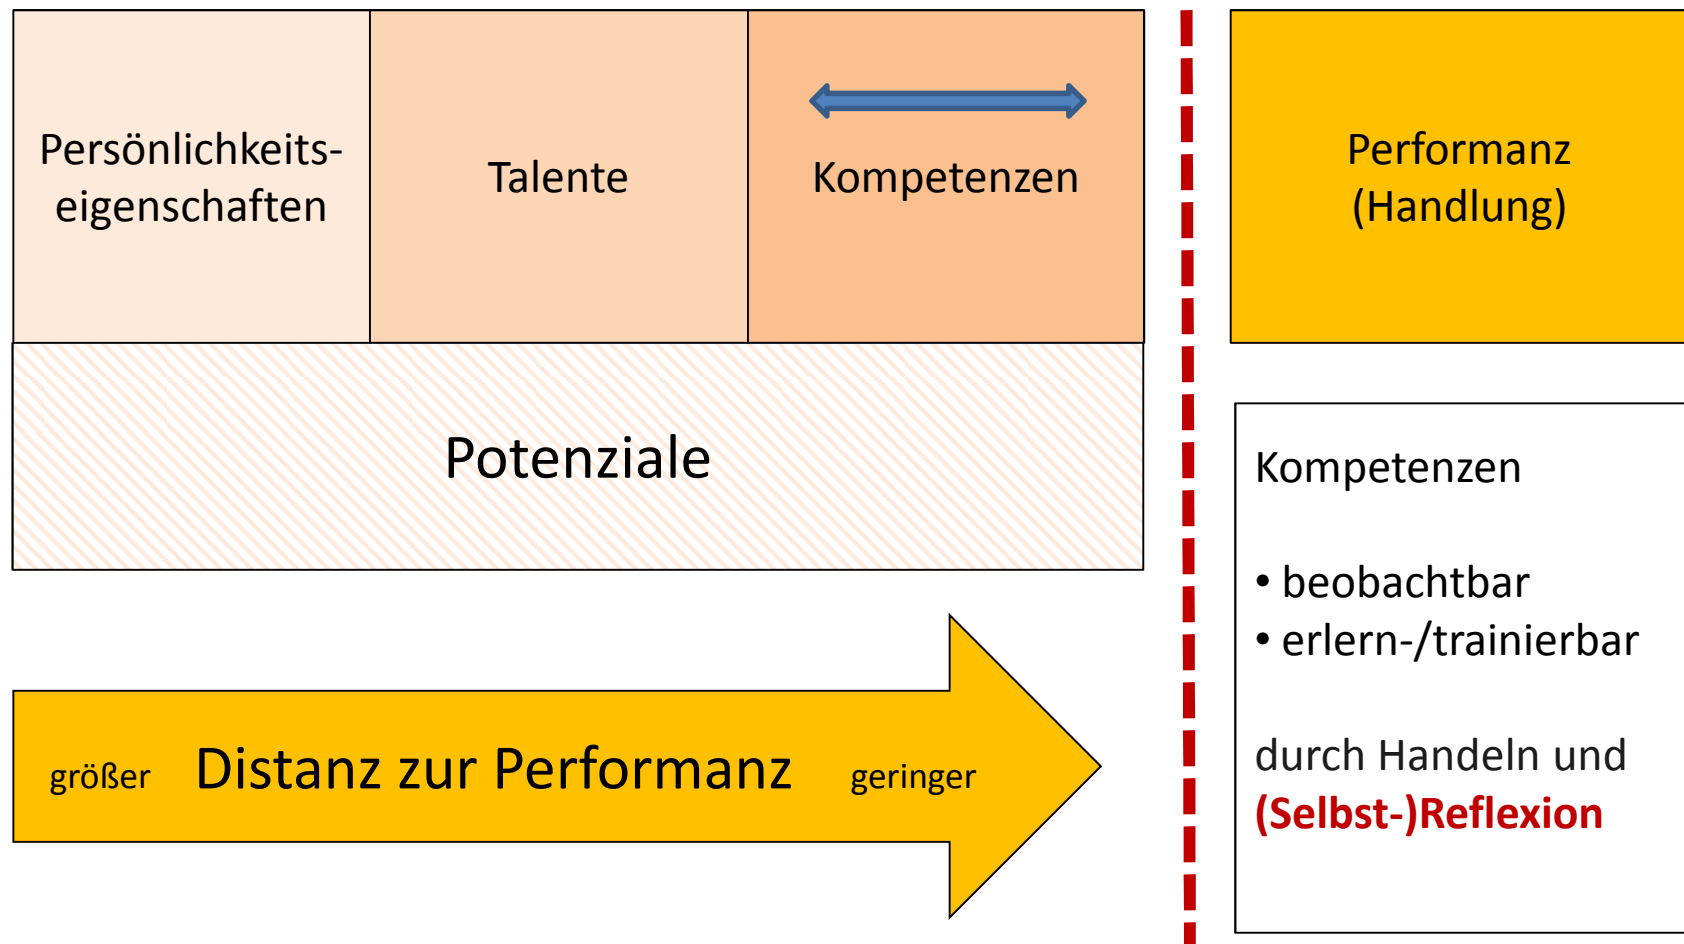 Persönlichkeits-
eigenschaften
Talente
Kompetenzen
Performanz
(Handlung)
Potenziale
größer Distanz zur Performanz geringer
Kompetenzen
• beobachtbar
• erlern-/trainierbar
durch Handeln und
(Selbst-)Reflexion